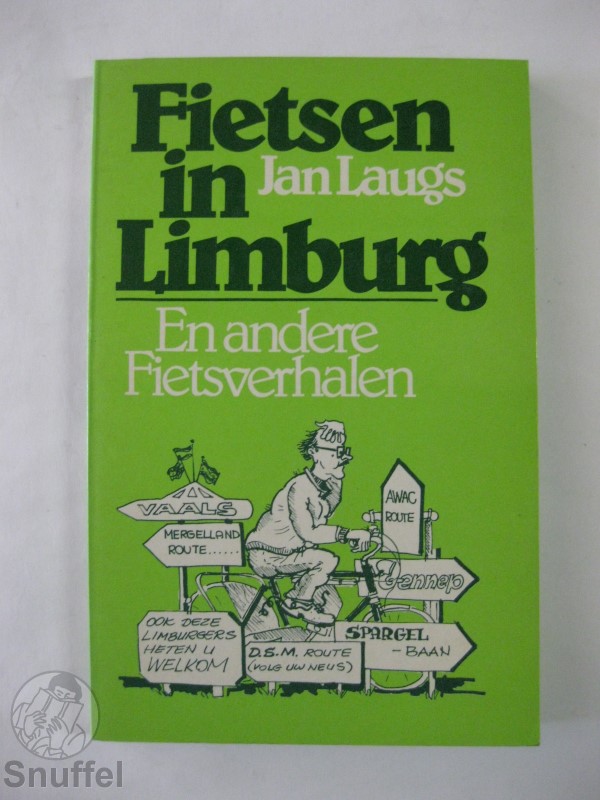 Fietsen
in
Jan Laugs
Limburg
En andere
Fietsverhalen
VAALS
MERGELLAND
ROUTE......
AWAC
ROUTE
Gennep
OOK DEZE
LIMBURGERS
HETEN U
WELKOM
D.S.M. ROUTE
(VOLG UW NEUS)
SPARGEL
-BAAN
Snuffel